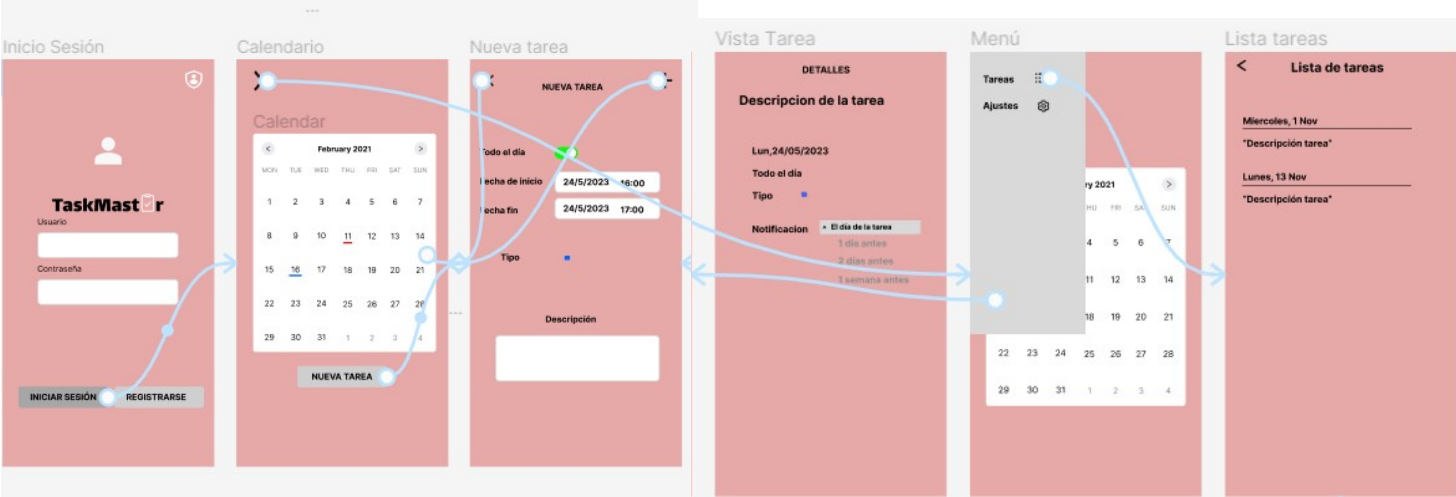 Inicio Sesión
TaskMast r
Usuario
Contraseña
INICIAR SESIÓN
REGISTRARSE
Calendario
Calendar
February 2021
MON TUE WED THU FRI SAT SUN
1 2 3 4 5 6 7
8 9 10 11 12 13 14
15 16 17 18 19 20 21
22 23 24 25 26 27 28
29 30 31 1 2 3 4
NUEVA TAREA
Nueva tarea
NUEVA TAREA
Todo el día
Fecha de inicio 24/5/2023 16:00
Fecha fin 24/5/2023 17:00
Tipo
Descripción
Vista Tarea
DETALLES
Descripcion de la tarea
Lun,24/05/2023
Todo el día
Tipo
Notificacion
El día de la tarea
1 día antes
2 días antes
1 semana antes
Menú
Tareas
Ajustes
ry 2021
HU FRI SAT SUN
4 5 6 7
11 12 13 14
18 19 20 21
22 23 24 25 26 27 28
29 30 31 1 2 3 4
Lista tareas
< Lista de tareas
Miercoles, 1 Nov
"Descripción tarea"
Lunes, 13 Nov
"Descripción tarea"